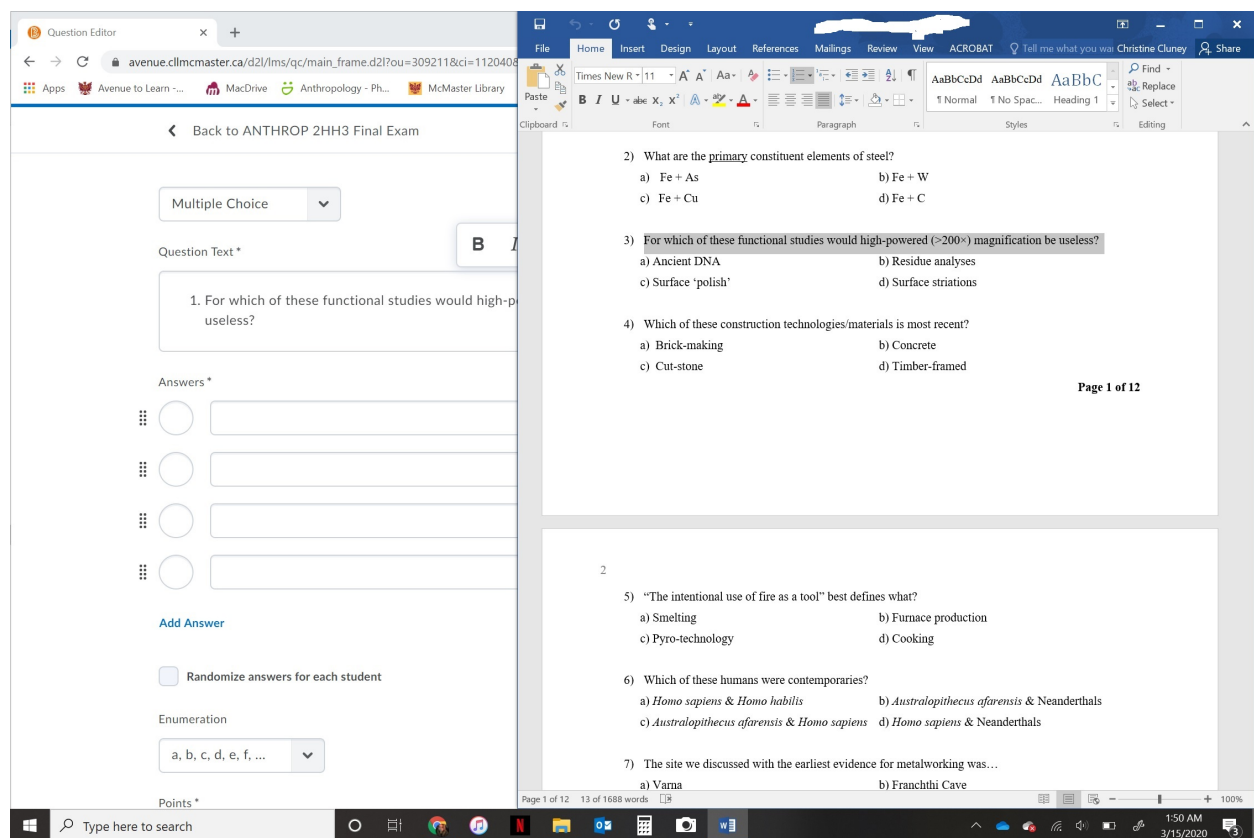 Question Editor
avenue.cllmcmaster.ca/d2l/lms/qc/main_frame.d2l?ou=309211&ci=1120408
Apps Avenue to Learn -... MacDrive Anthropology - Ph... McMaster Library
Back to ANTHROP 2HH3 Final Exam
Multiple Choice
Question Text *
B I
1. For which of these functional studies would high-p
useless?
Answers *
Add Answer
Randomize answers for each student
Enumeration
a, b, c, d, e, f, ...
Points *
File Home Insert Design Layout References Mailings Review View ACROBAT Tell me what you wai Christine Cluney Share
Paste
Times New R 11 A A Aa
B I U abc X₂ X² A ab A
AaBbCcDd AaBbCcDd AaBbC
¶ Normal ¶ No Spac... Heading 1
Find
Replace
Select
Clipboard Font Paragraph Styles Editing
2) What are the primary constituent elements of steel?
a) Fe + As b) Fe + W
c) Fe + Cu d) Fe + C
3) For which of these functional studies would high-powered (>200×) magnification be useless?
a) Ancient DNA b) Residue analyses
c) Surface ‘polish’ d) Surface striations
4) Which of these construction technologies/materials is most recent?
a) Brick-making b) Concrete
c) Cut-stone d) Timber-framed
Page 1 of 12
2
5) “The intentional use of fire as a tool” best defines what?
a) Smelting b) Furnace production
c) Pyro-technology d) Cooking
6) Which of these humans were contemporaries?
a) Homo sapiens & Homo habilis b) Australopithecus afarensis & Neanderthals
c) Australopithecus afarensis & Homo sapiens d) Homo sapiens & Neanderthals
7) The site we discussed with the earliest evidence for metalworking was…
a) Varna b) Franchthi Cave
Page 1 of 12 13 of 1688 words 100%
Type here to search
1:50 AM
3/15/2020